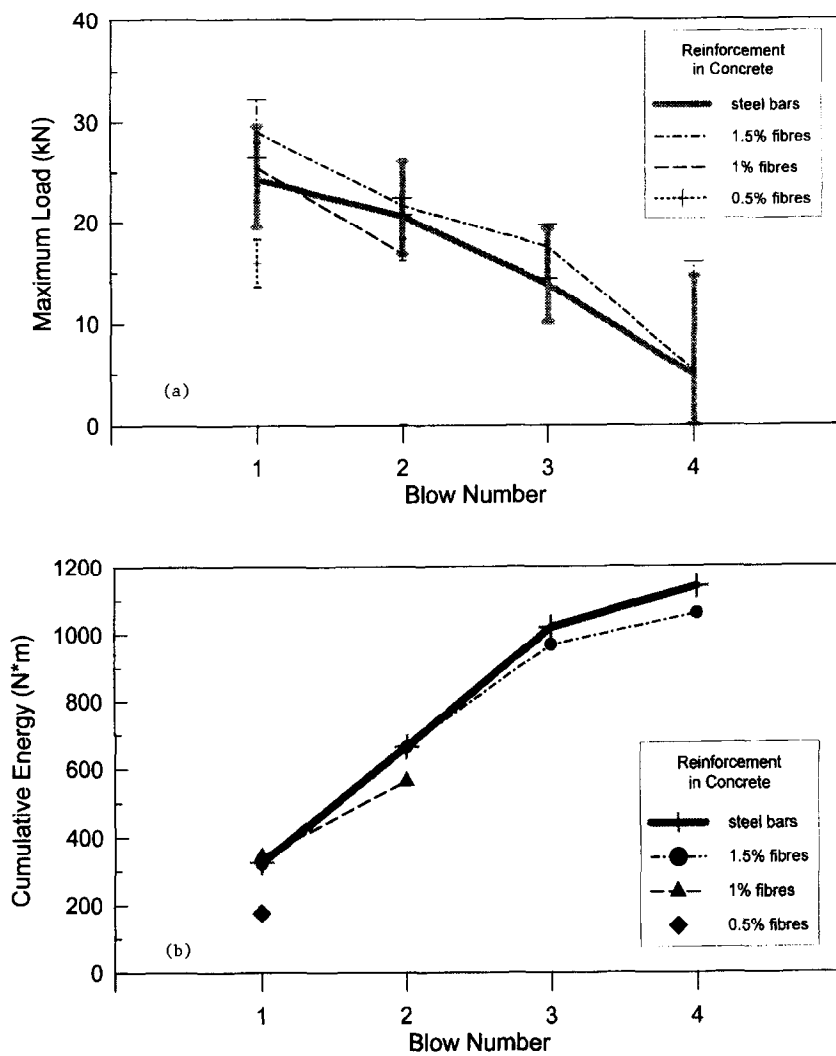 40
30
20
10
0
Maximum Load (kN)
Reinforcement
in Concrete
steel bars
1.5% fibres
1% fibres
0.5% fibres
(a)
1 2 3 4
Blow Number
1200
1000
800
600
400
200
0
Cumulative Energy (N*m)
Reinforcement
in Concrete
steel bars
1.5% fibres
1% fibres
0.5% fibres
(b)
1 2 3 4
Blow Number